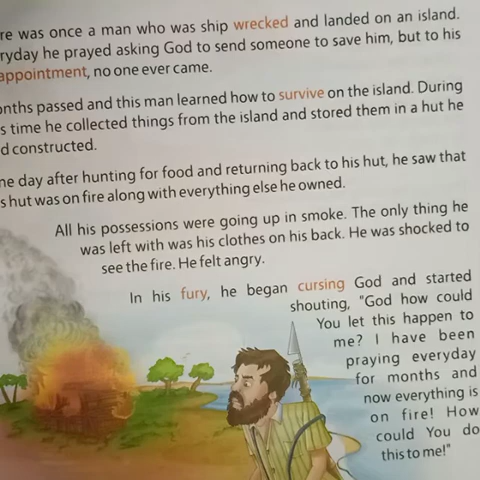 re was once a man who was ship wrecked and landed on an island.
ryday he prayed asking God to send someone to save him, but to his
appointment, no one ever came.
onths passed and this man learned how to survive on the island. During
s time he collected things from the island and stored them in a hut he
d constructed.
ne day after hunting for food and returning back to his hut, he saw that
s hut was on fire along with everything else he owned.
All his possessions were going up in smoke. The only thing he
was left with was his clothes on his back. He was shocked to
see the fire. He felt angry.
In his fury, he began cursing God and started
shouting, "God how could
You let this happen to
me? I have been
praying everyday
for months and
now everything is
on fire! How
could You do
this to me!"